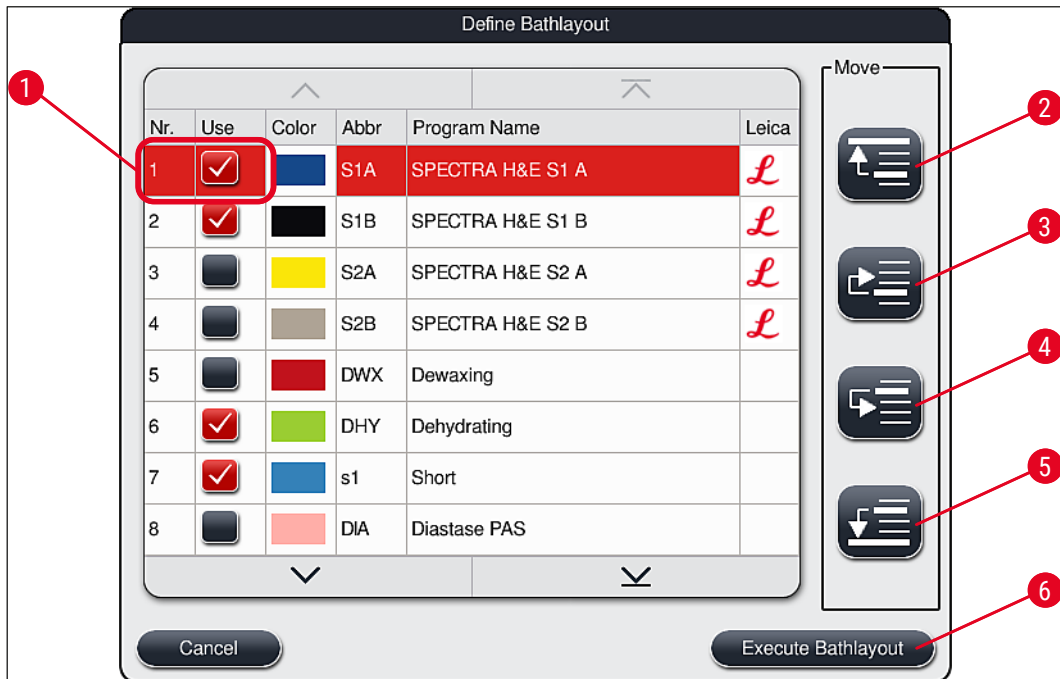 Define Bathlayout
Move
1
Nr. Use Color Abbr Program Name Leica
2
1 S1A SPECTRA H&E S1 A L
2 S1B SPECTRA H&E S1 B L
3
3 S2A SPECTRA H&E S2 A L
4 S2B SPECTRA H&E S2 B L
4
5 DWX Dewaxing
6 DHY Dehydrating
5
7 s1 Short
8 DIA Diastase PAS
6
Cancel
Execute Bathlayout